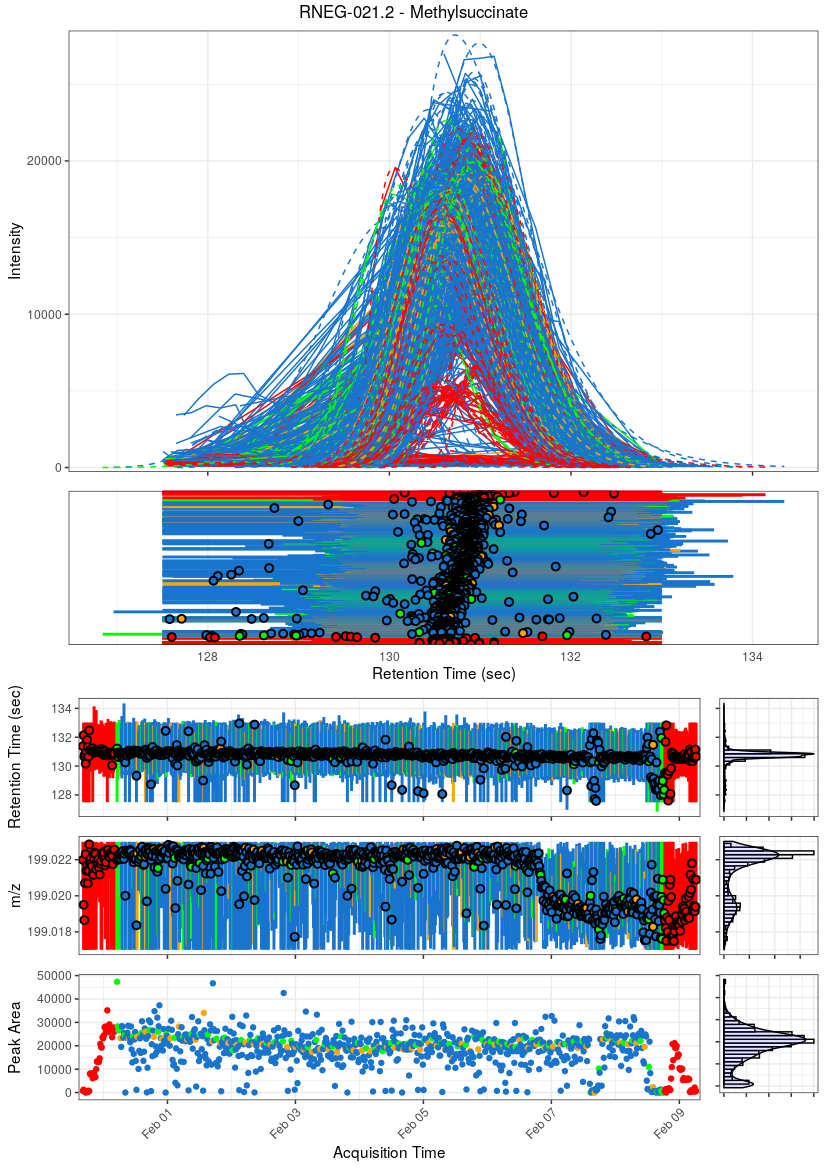 RNEG-021.2 - Methylsuccinate
Intensity
20000
10000
0
128
130
132
134
Retention Time (sec)
Retention Time (sec)
134
132
130
128
m/z
199.022
199.020
199.018
Peak Area
50000
40000
30000
20000
10000
0
Feb 01
Feb 03
Feb 05
Feb 07
Feb 09
Acquisition Time